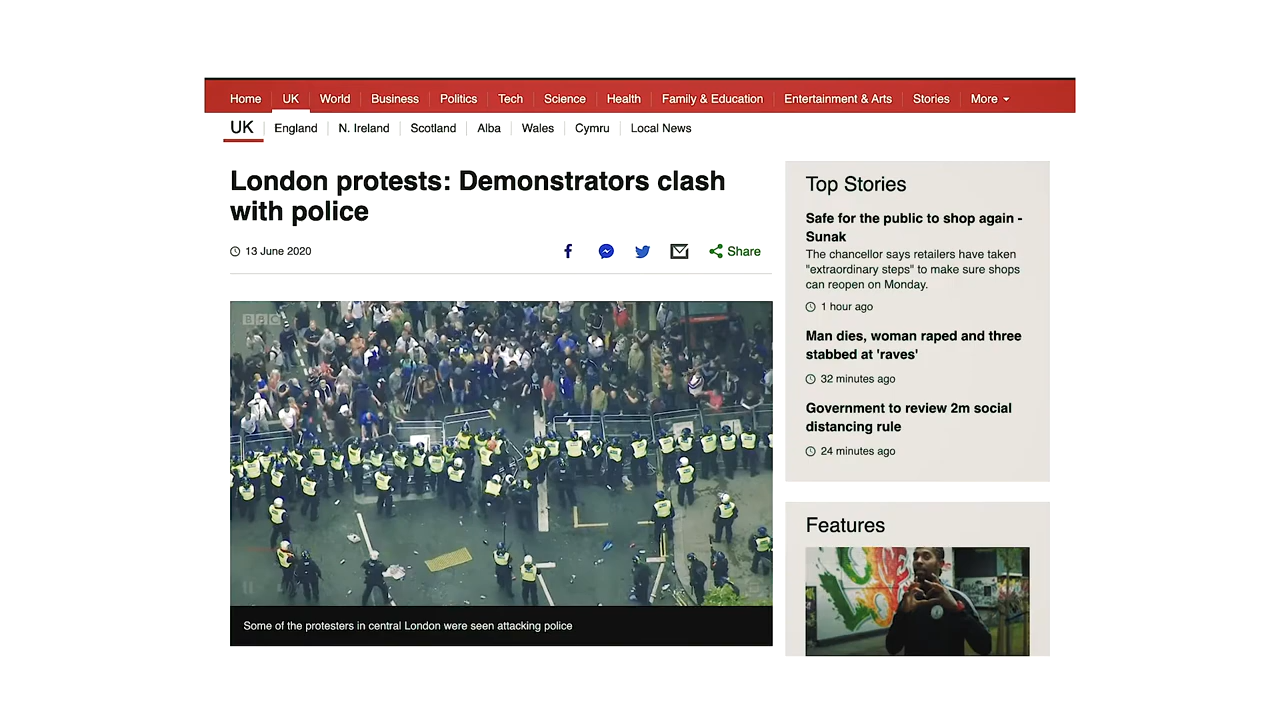 Home UK World Business Politics Tech Science Health Family & Education Entertainment & Arts Stories More
UK England N. Ireland Scotland Alba Wales Cymru Local News
London protests: Demonstrators clash
with police
13 June 2020
Share
BBC
Some of the protesters in central London were seen attacking police
Top Stories
Safe for the public to shop again -
Sunak
The chancellor says retailers have taken
"extraordinary steps" to make sure shops
can reopen on Monday.
1 hour ago
Man dies, woman raped and three
stabbed at 'raves'
32 minutes ago
Government to review 2m social
distancing rule
24 minutes ago
Features